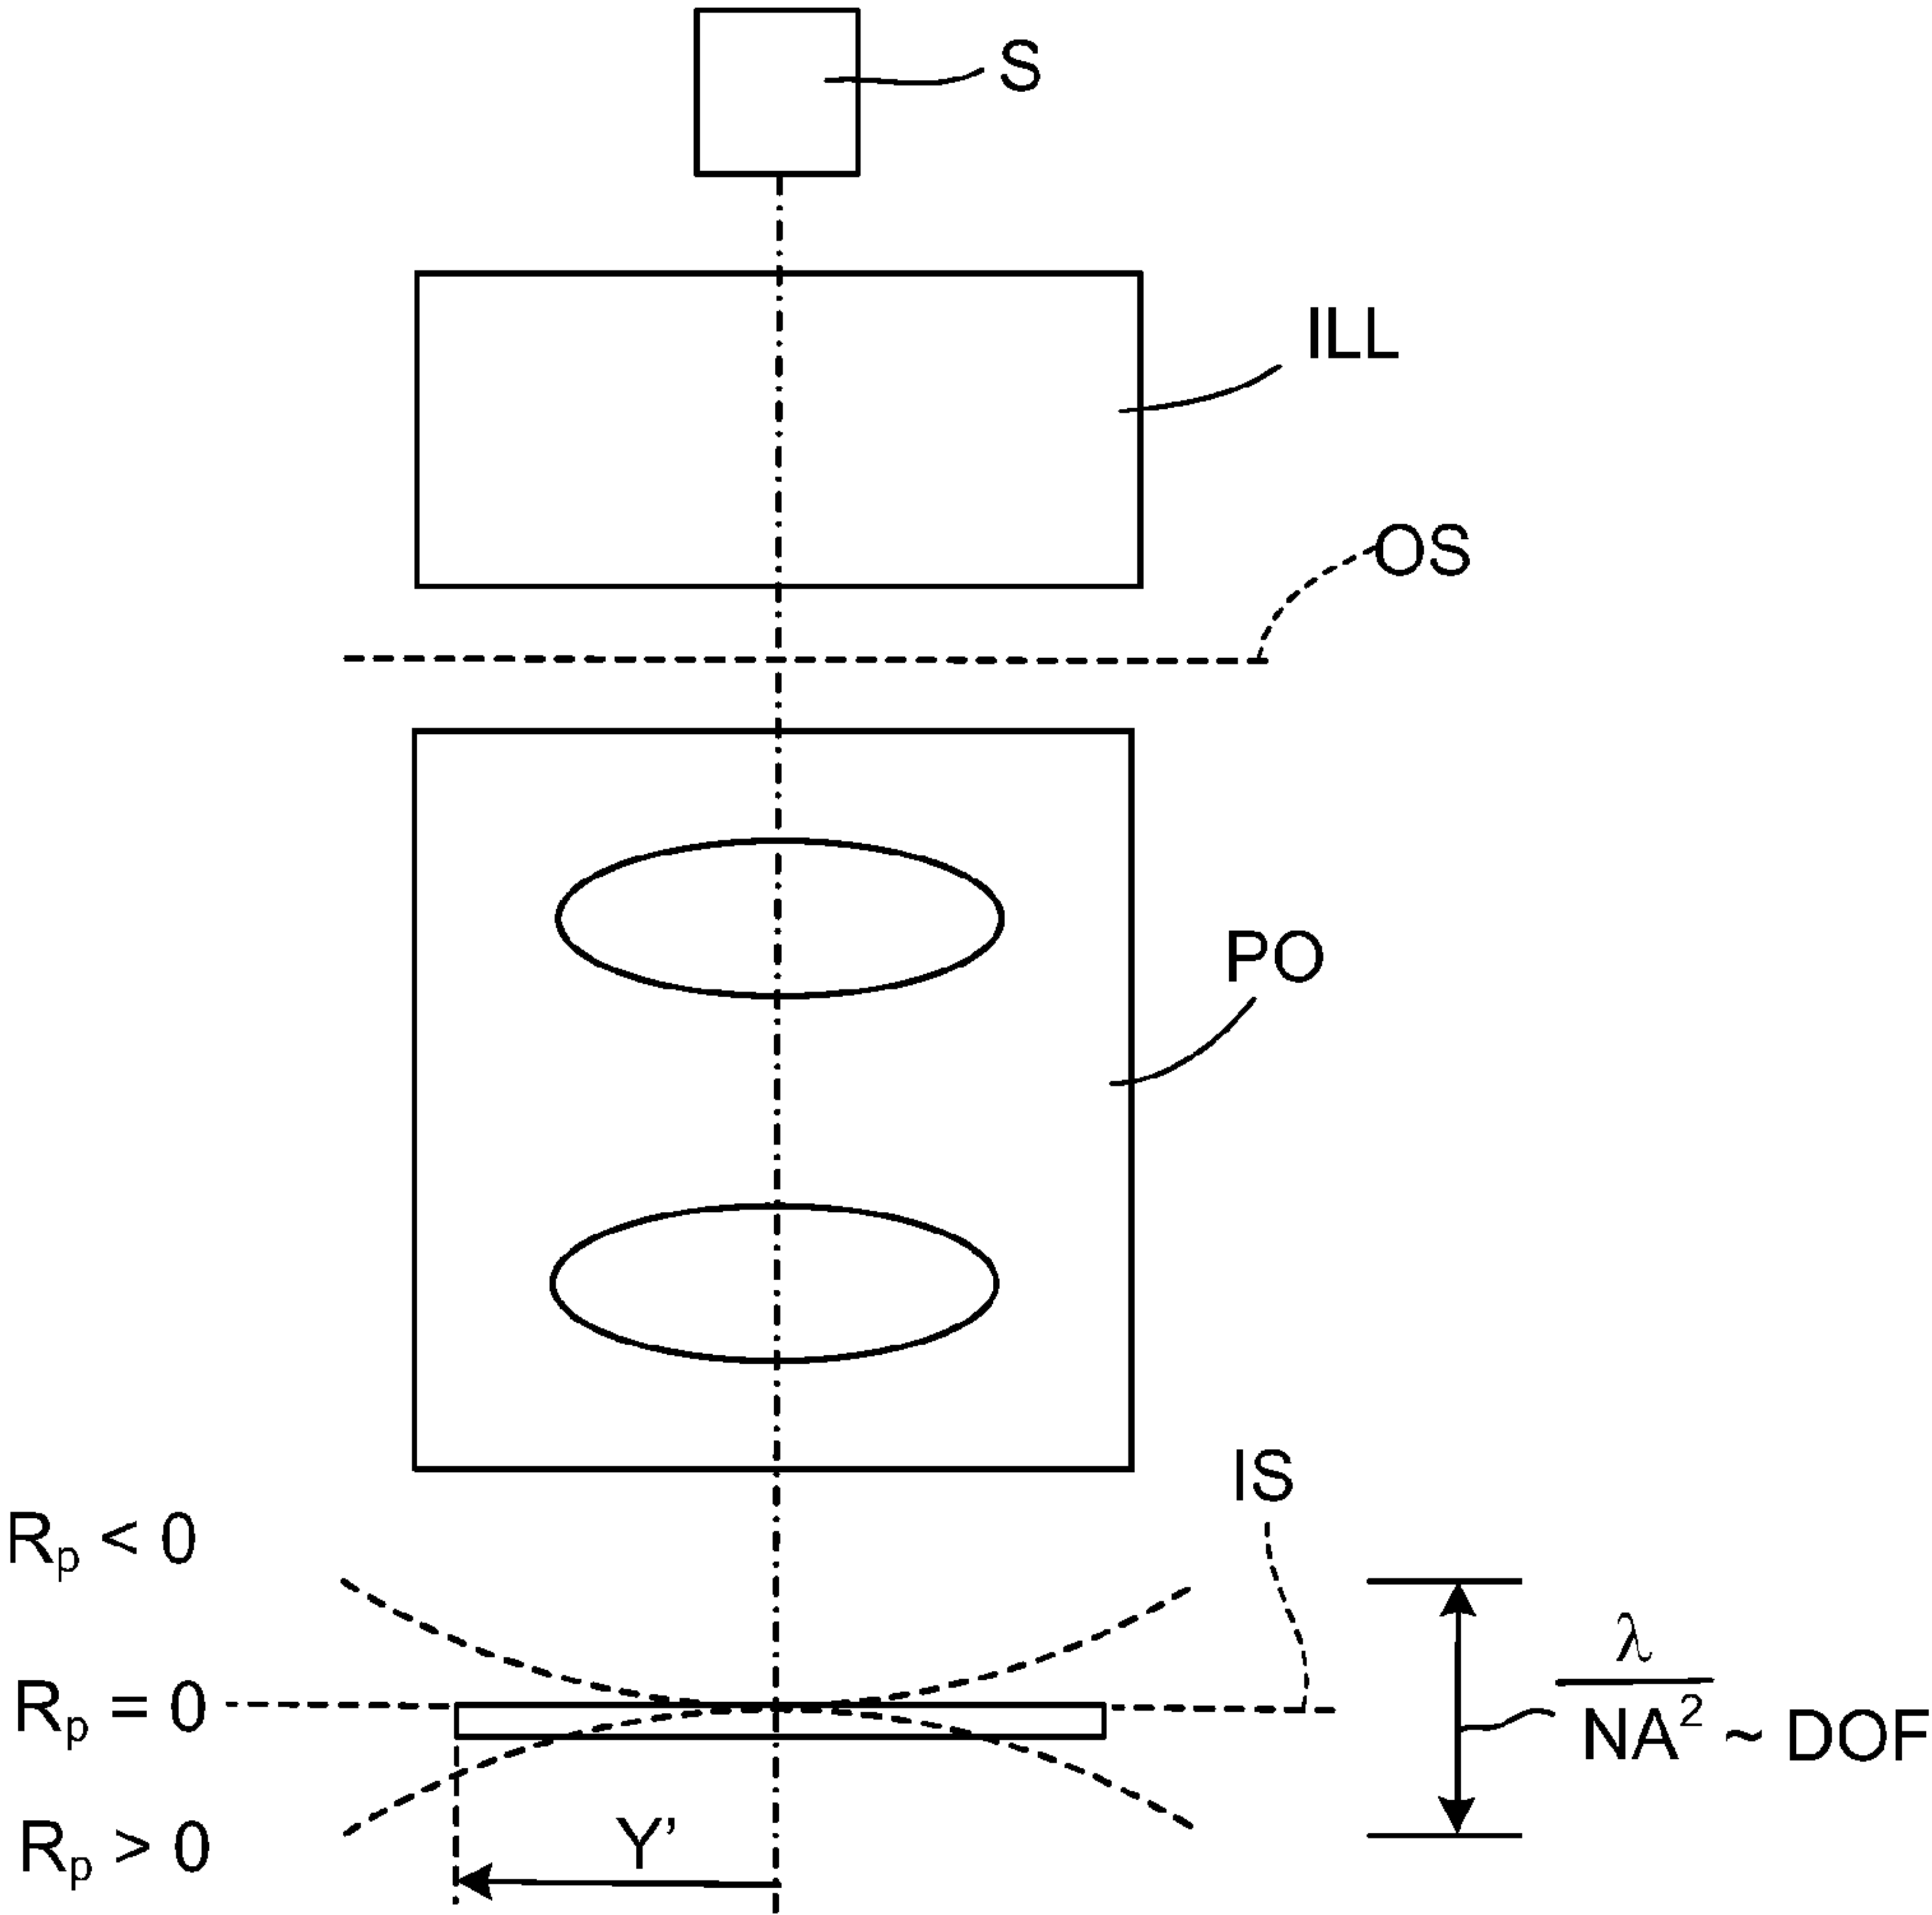 S
ILL
OS
PO
IS
Rp < 0
λ
Rp = 0
NA² ~ DOF
Rp > 0
Y'